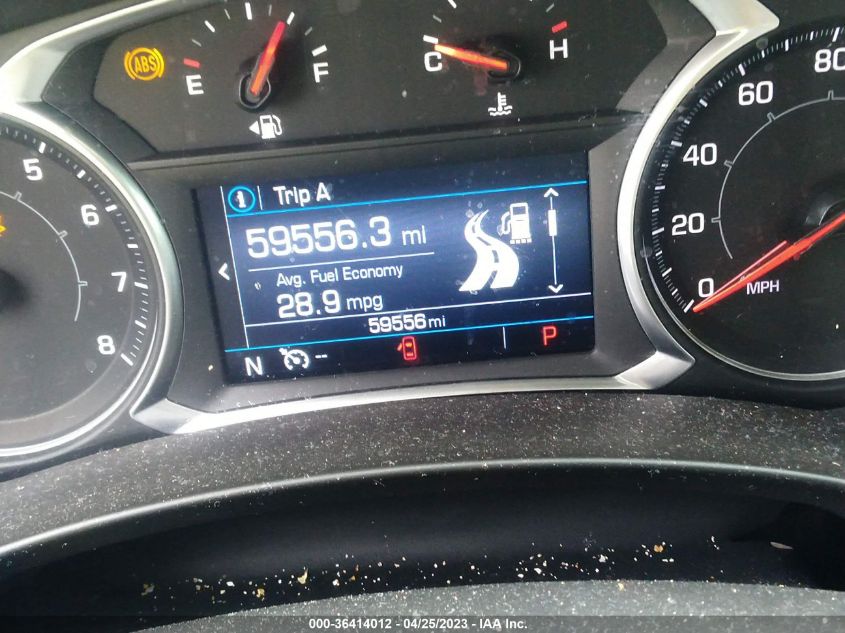 ABS
E
F
C
H
5
6
7
8
Trip A
59556.3 mi
Avg. Fuel Economy
28.9 mpg
59556 mi
N
--
P
0
20
40
60
80
MPH
000-36414012 / 04/25/2023 - IAA Inc.